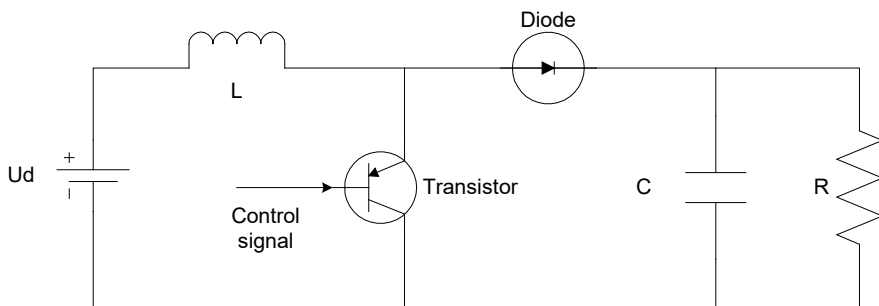 Diode
L
+
Ud
-
Transistor
Control
signal
C
R